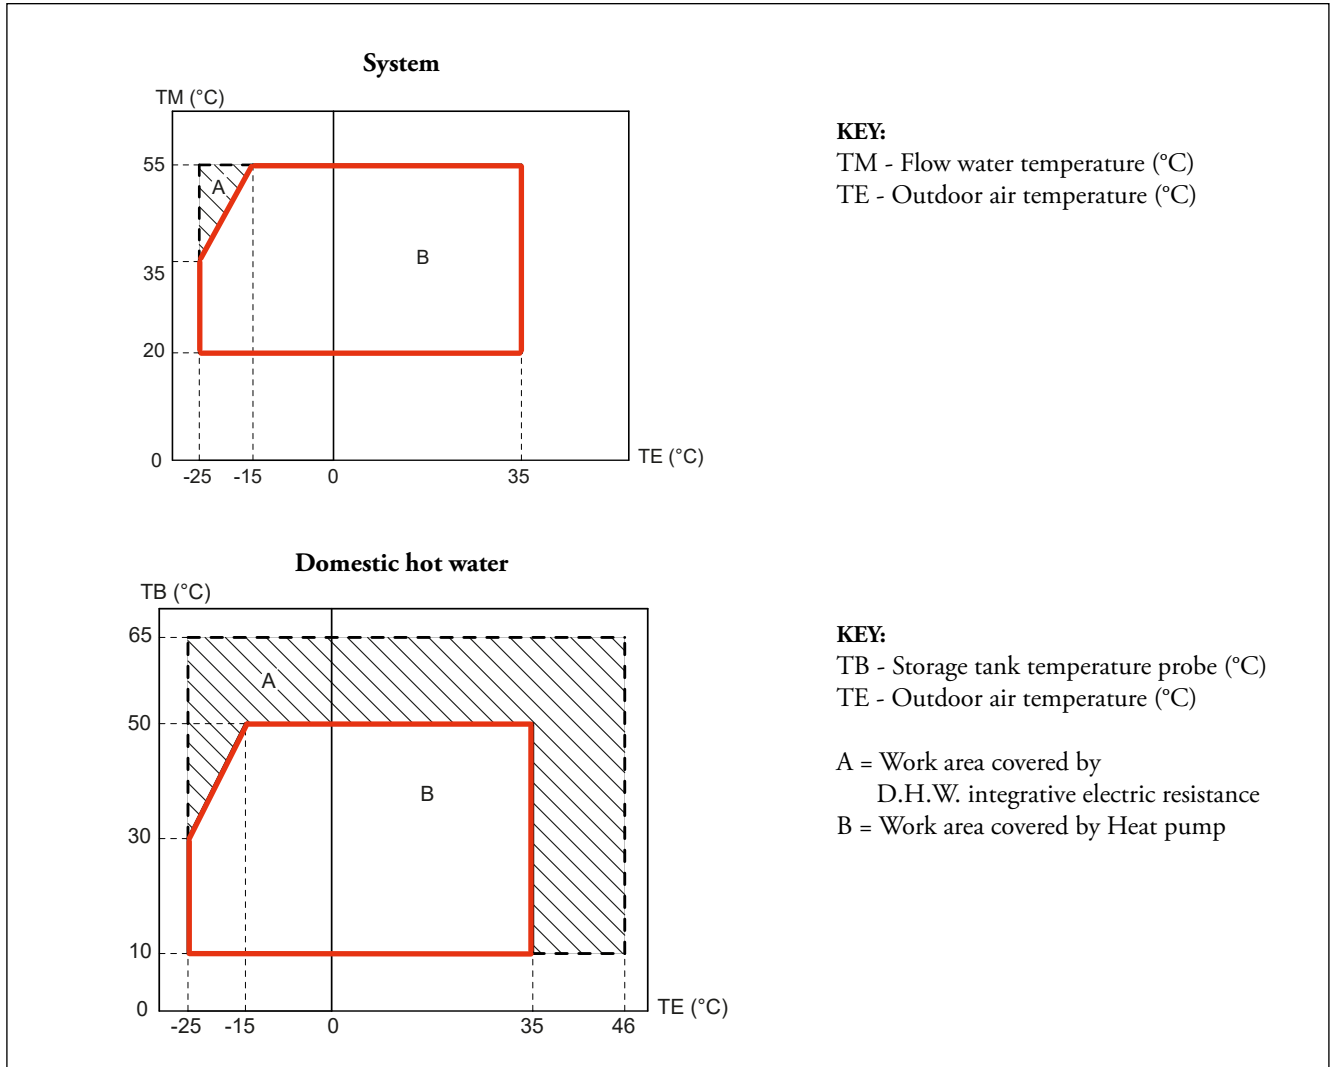 System
TM (°C)
55
A
B
35
20
0
-25 -15 0 35
TE (°C)
KEY:
TM - Flow water temperature (°C)
TE - Outdoor air temperature (°C)
Domestic hot water
TB (°C)
65
A
50
B
30
10
0
-25 -15 0 35 46
TE (°C)
KEY:
TB - Storage tank temperature probe (°C)
TE - Outdoor air temperature (°C)
A = Work area covered by
D.H.W. integrative electric resistance
B = Work area covered by Heat pump